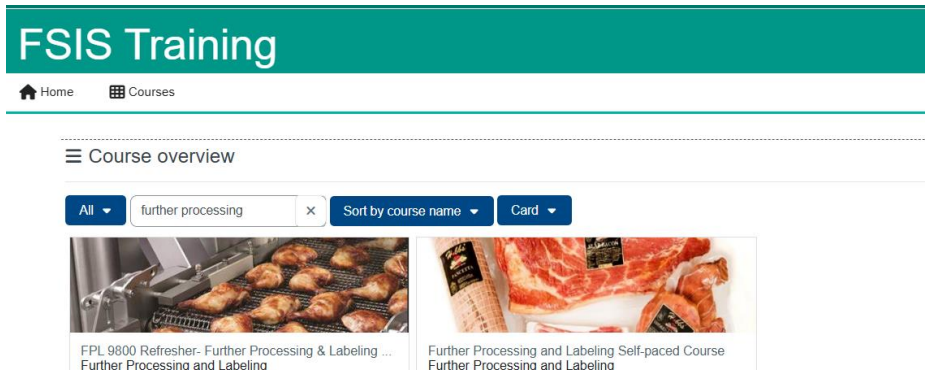 FSIS Training
Home Courses
Course overview
All further processing × Sort by course name Card
FPL 9800 Refresher- Further Processing & Labeling ...
Further Processing and Labeling
Further Processing and Labeling Self-paced Course
Further Processing and Labeling